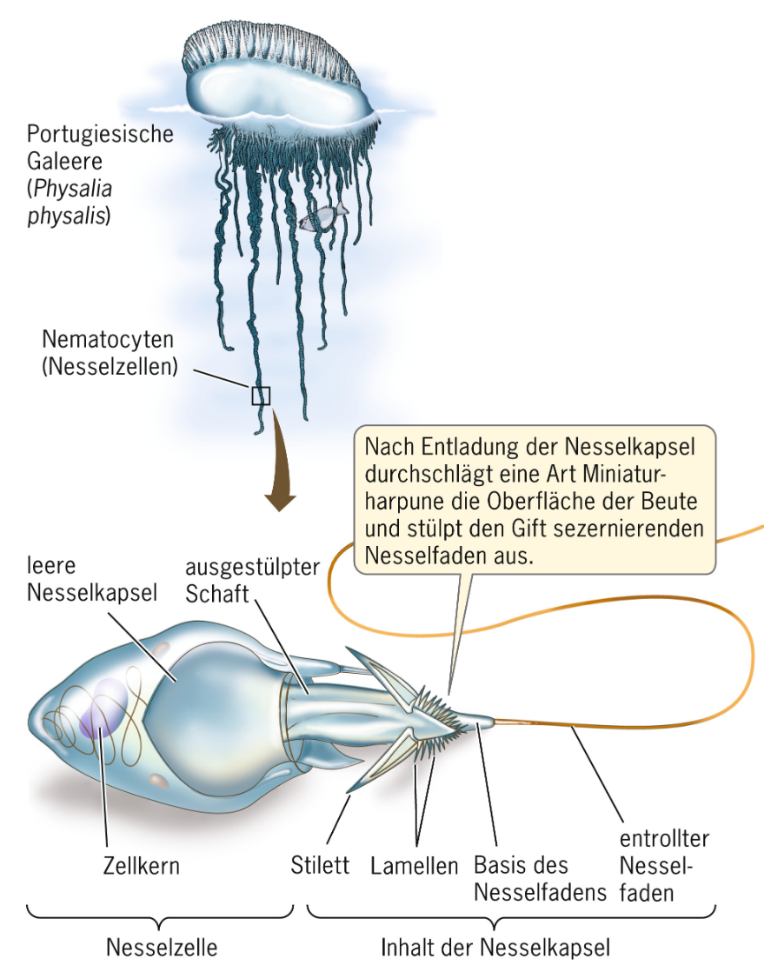 Portugiesische
Galeere
(Physalia
physalis)
Nematocyten
(Nesselzellen)
Nach Entladung der Nesselkapsel
durchschlägt eine Art Miniatur-
harpune die Oberfläche der Beute
und stülpt den Gift sezernierenden
Nesselfaden aus.
leere
Nesselkapsel
ausgestülpter
Schaft
Zellkern
Stilett
Lamellen
Basis des
Nesselfadens
entrollter
Nessel-
faden
Nesselzelle
Inhalt der Nesselkapsel